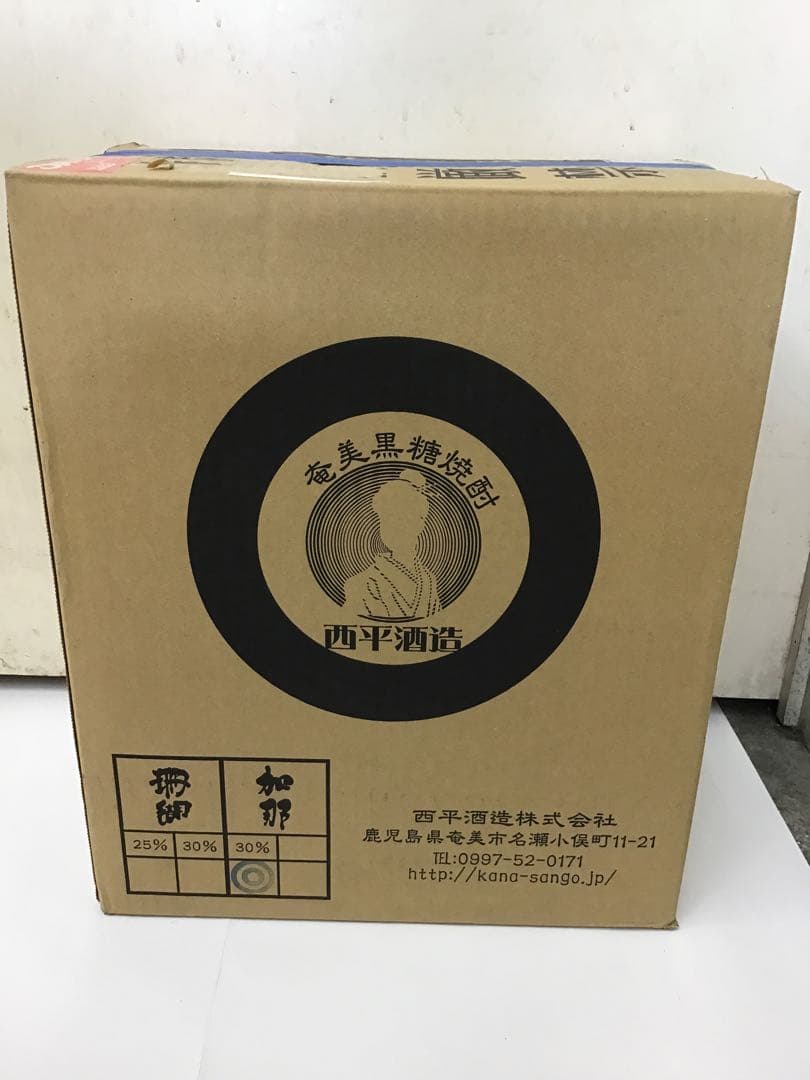 奄美黒糖焼酎
西平酒造
珊瑚 加那
25% 30% 30%
西平酒造株式会社
鹿児島県奄美市名瀬小俣町11-21
TEL:0997-52-0171
http://kana-sango.jp/